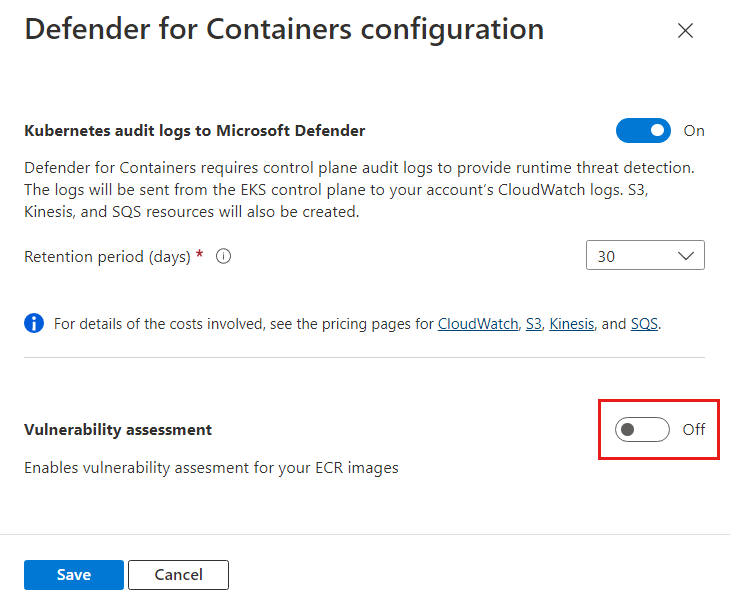 Defender for Containers configuration
Kubernetes audit logs to Microsoft Defender
On
Defender for Containers requires control plane audit logs to provide runtime threat detection.
The logs will be sent from the EKS control plane to your account’s CloudWatch logs. S3,
Kinesis, and SQS resources will also be created.
Retention period (days) *
30
For details of the costs involved, see the pricing pages for CloudWatch, S3, Kinesis, and SQS.
Vulnerability assessment
Off
Enables vulnerability assesment for your ECR images
Save
Cancel